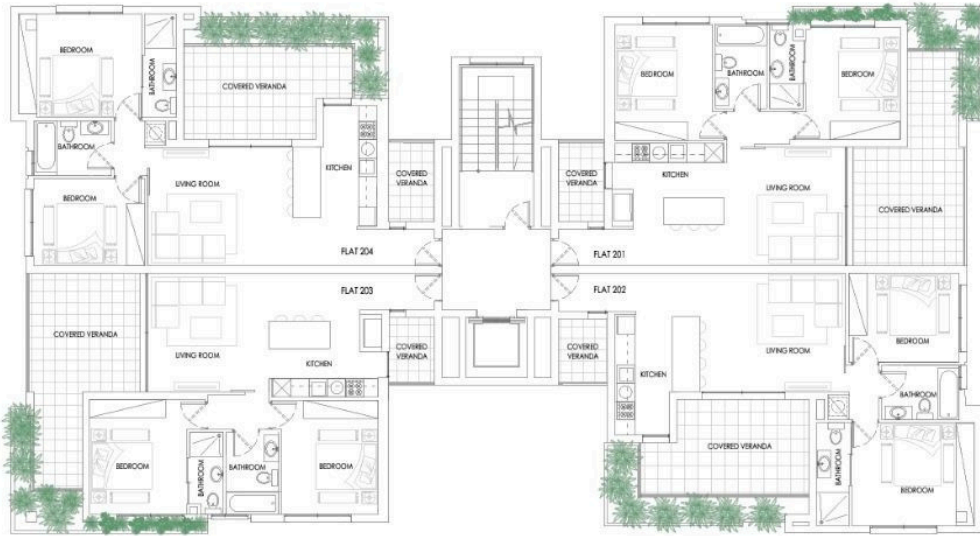 BEDROOM
BATHROOM
COVERED VERANDA
BATHROOM
KITCHEN
LIVING ROOM
BEDROOM
COVERED
VERANDA
FLAT 204
BEDROOM
BATHROOM
BATHROOM
BEDROOM
COVERED
VERANDA
KITCHEN
LIVING ROOM
COVERED VERANDA
FLAT 201
FLAT 203
COVERED VERANDA
LIVING ROOM
KITCHEN
COVERED
VERANDA
BEDROOM
BATHROOM
BATHROOM
BEDROOM
FLAT 202
COVERED
VERANDA
KITCHEN
LIVING ROOM
BEDROOM
BATHROOM
COVERED VERANDA
BATHROOM
BEDROOM